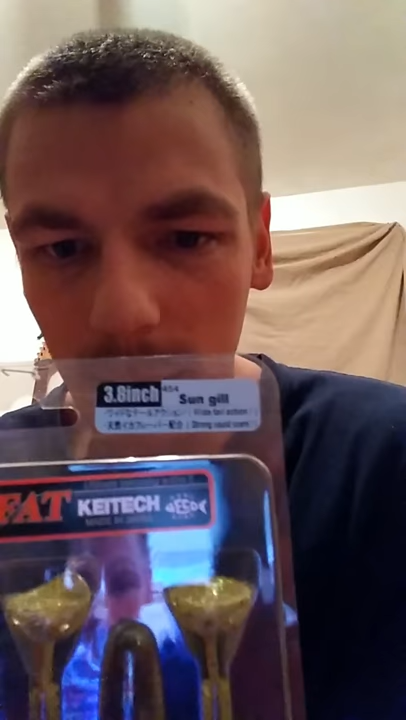 3.8inch 454 Sun gill
ワイドなテールアクション / Wide tail action
天然イカフレーバー配合 / Strong squid scent
FAT KEITECH
MADE IN JAPAN